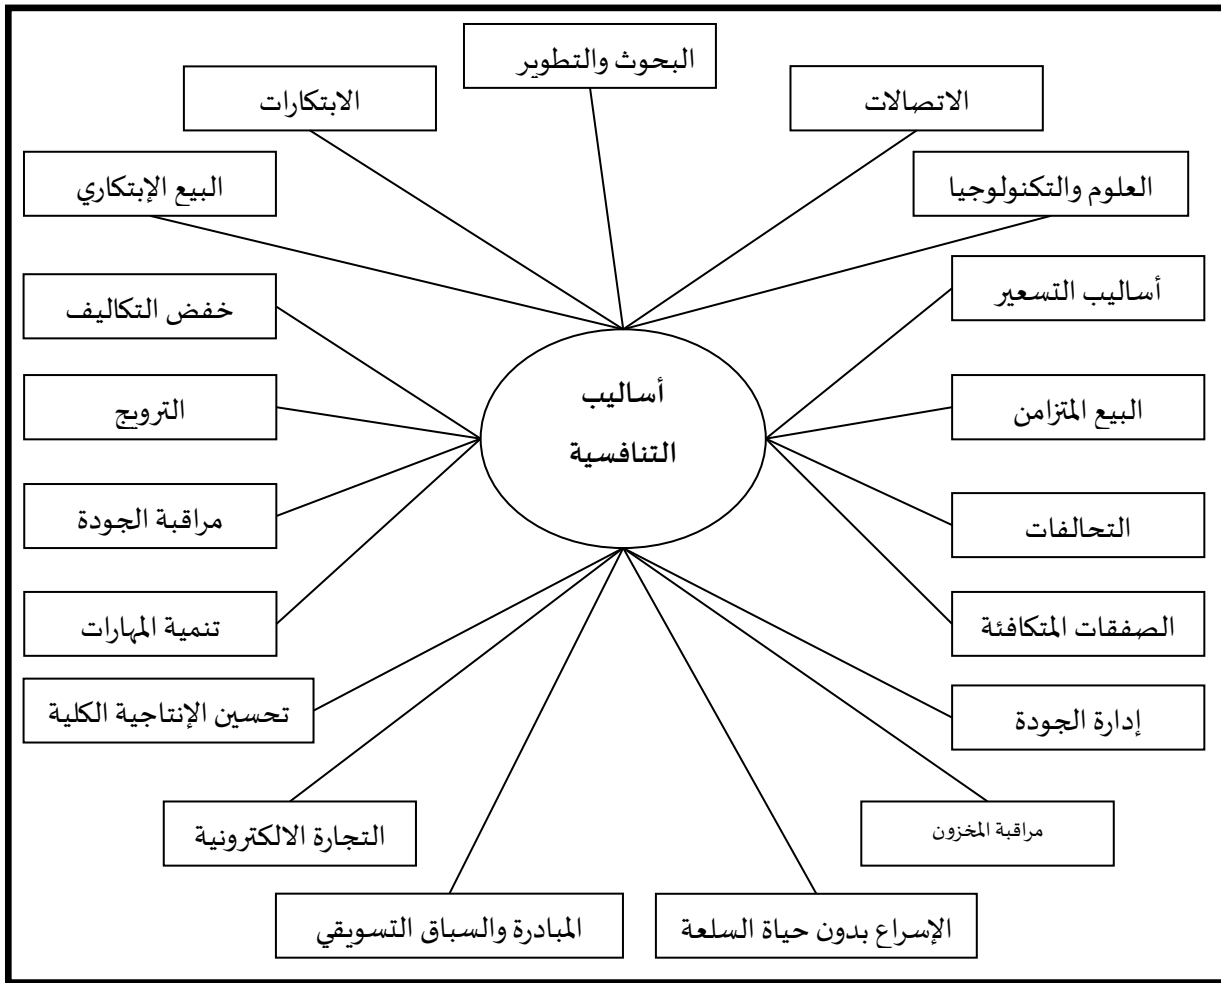 البحوث والتطوير
الاتصالات
الابتكارات
العلوم والتكنولوجيا
البيع الإبتكاري
أساليب التسعير
خفض التكاليف
أساليب
التنافسية
البيع المتزامن
الترويج
التحالفات
مراقبة الجودة
الصفقات المتكافئة
تنمية المهارات
إدارة الجودة
تحسين الإنتاجية الكلية
مراقبة المخزون
التجارة الالكترونية
الإسراع بدون حياة السلعة
المبادرة والسباق التسويقي